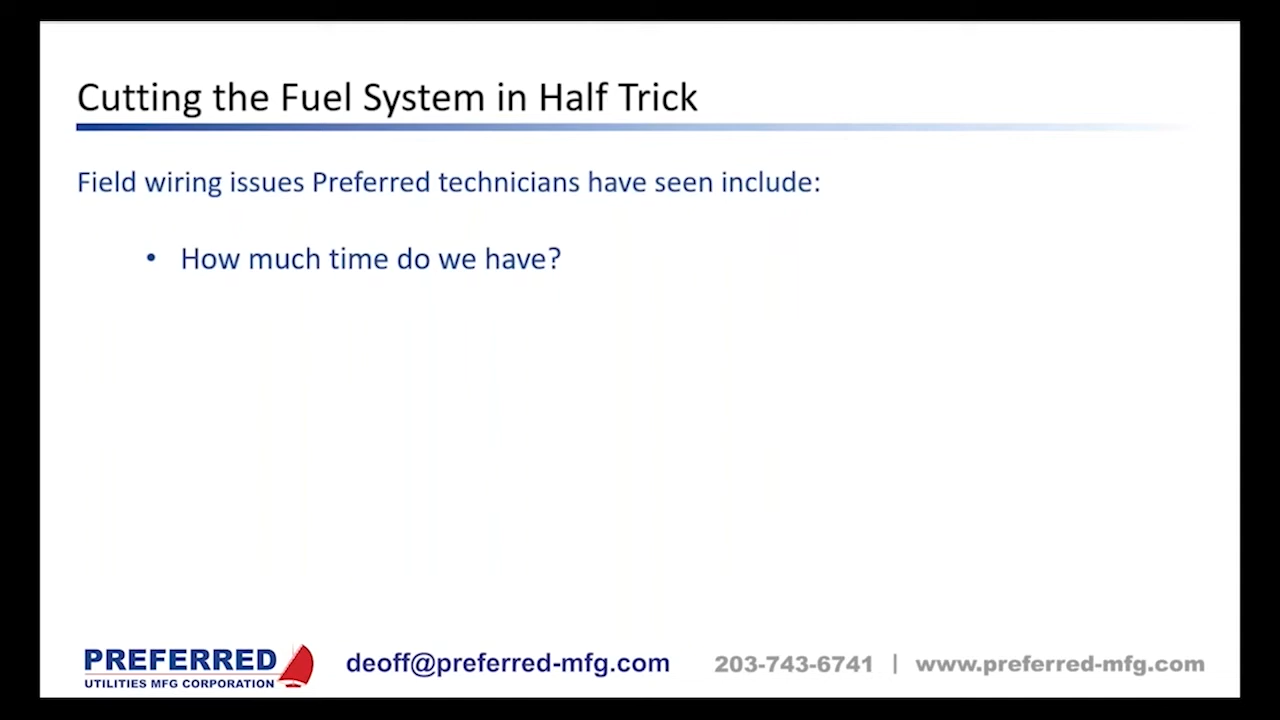 Cutting the Fuel System in Half Trick
Field wiring issues Preferred technicians have seen include:
• How much time do we have?
PREFERRED
UTILITIES MFG CORPORATION
deoff@preferred-mfg.com
203-743-6741 | www.preferred-mfg.com